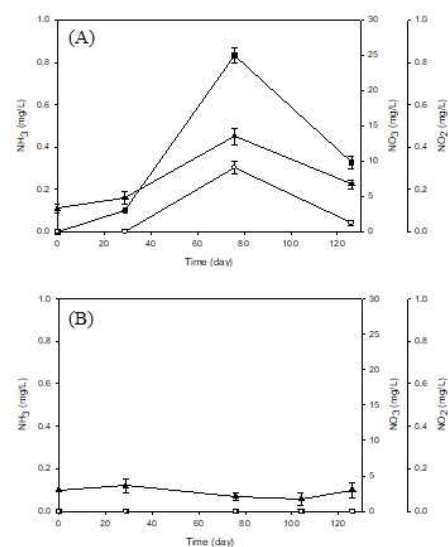 (A)
1.0 30 1.0
0.8 25 0.8
20
0.6 0.6
15
0.4 0.4
10
0.2 5 0.2
0.0 0 0.0
0 20 40 60 80 100 120
NH3 (mg/L)
NO3 (mg/L)
NO2 (mg/L)
Time (day)
(B)
1.0 30 1.0
0.8 25 0.8
20
0.6 0.6
15
0.4 0.4
10
0.2 5 0.2
0.0 0 0.0
0 20 40 60 80 100 120
NH3 (mg/L)
NO3 (mg/L)
NO2 (mg/L)
Time (day)